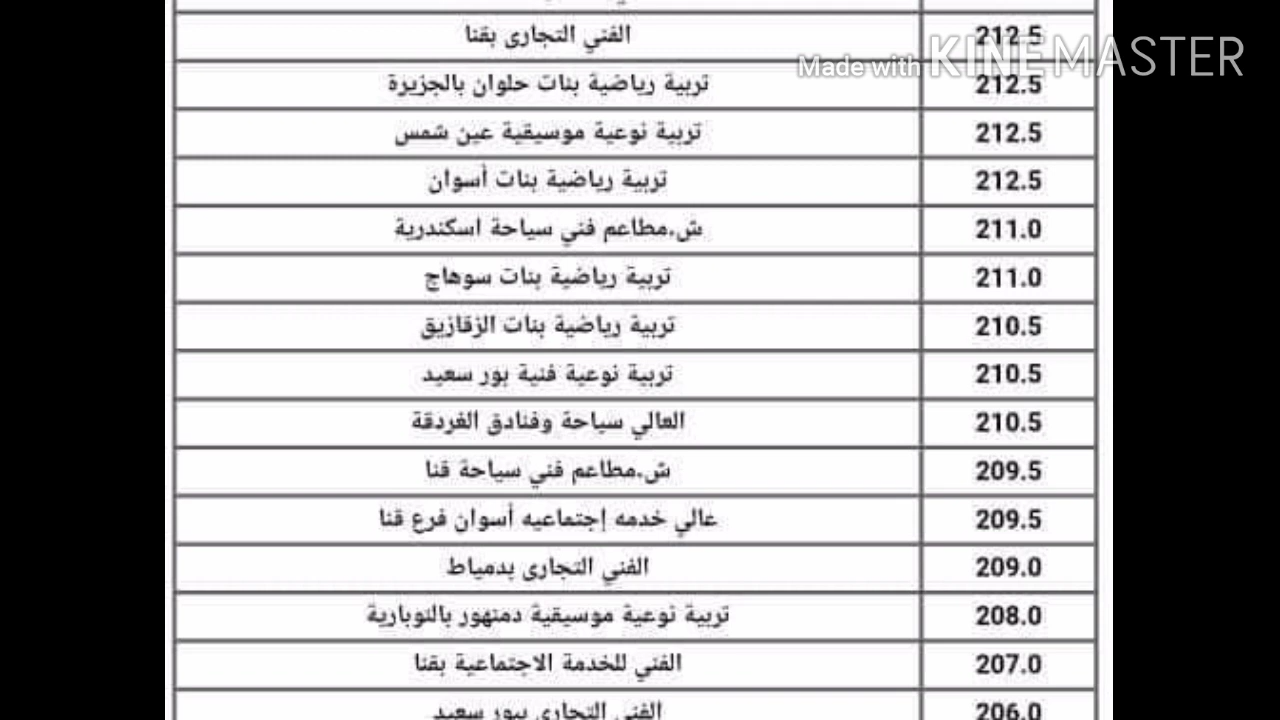 الفني التجارى بقنا 212.5
Made with KINEMASTER
تربية رياضية بنات حلوان بالجزيرة 212.5
تربية نوعية موسيقية عين شمس 212.5
تربية رياضية بنات أسوان 212.5
ش.مطاعم فني سياحة اسكندرية 211.0
تربية رياضية بنات سوهاج 211.0
تربية رياضية بنات الزقازيق 210.5
تربية نوعية فنية بور سعيد 210.5
العالي سياحة وفنادق الغردقة 210.5
ش.مطاعم فني سياحة قنا 209.5
عالي خدمه إجتماعيه أسوان فرع قنا 209.5
الفني التجارى بدمياط 209.0
تربية نوعية موسيقية دمنهور بالنوبارية 208.0
الفني للخدمة الاجتماعية بقنا 207.0
الفني التجارى ببور سعيد 206.0